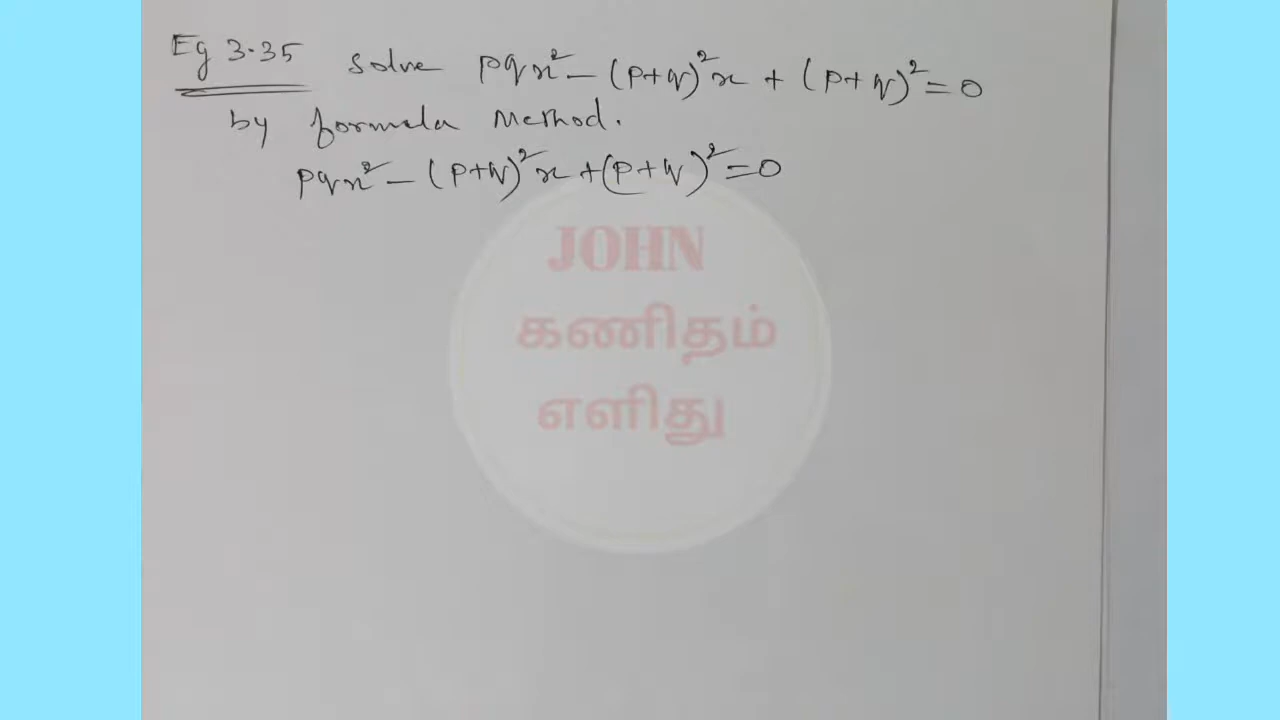 Eg 3.35 solve pqx² - (p+q)²x + (p+q)² = 0
by formula Method.
pqx² - (p+q)²x + (p+q)² = 0
JOHN
கணிதம்
எளிது